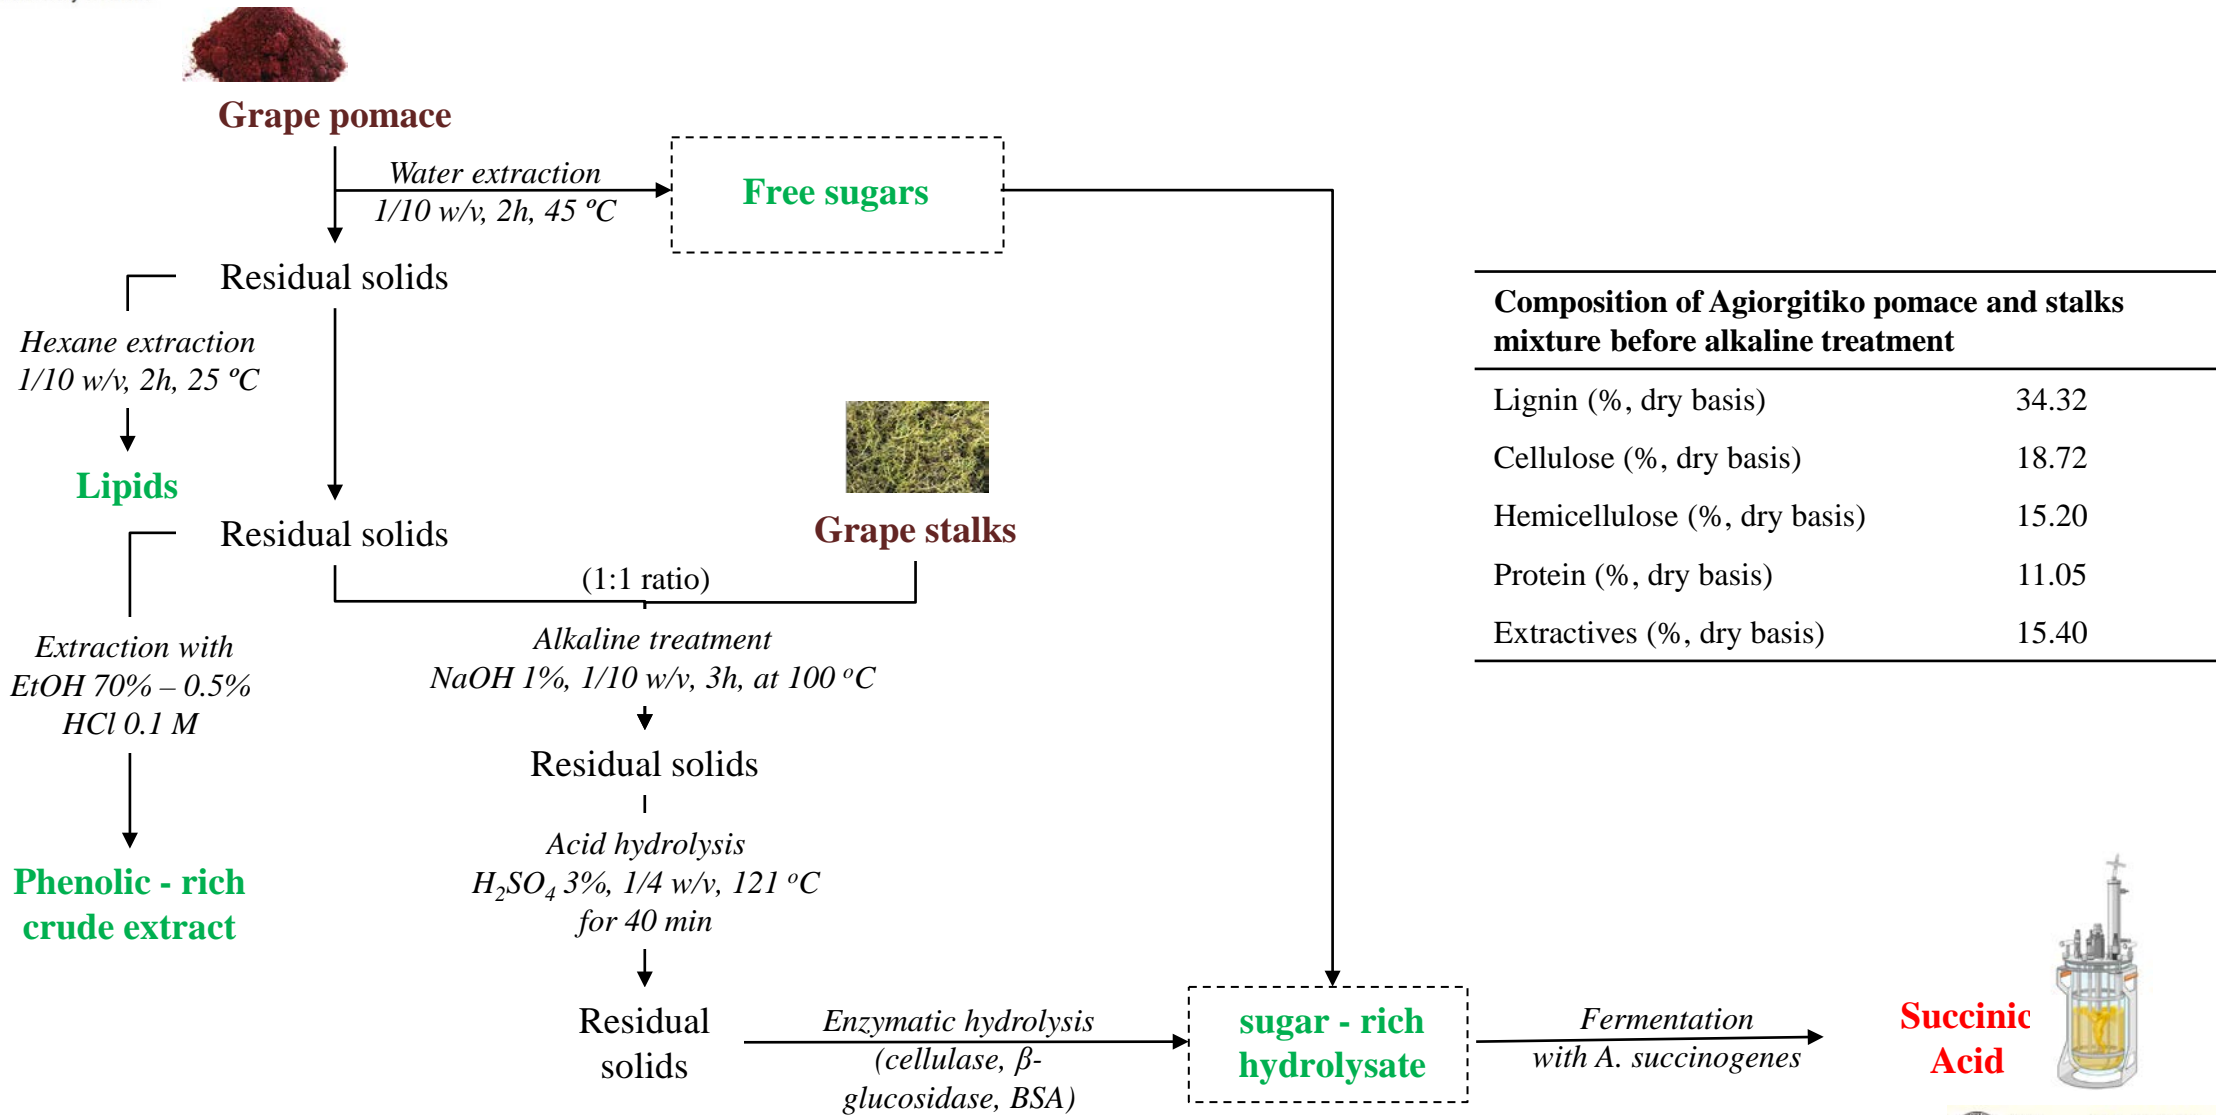 Grape pomace
Water extraction
1/10 w/v, 2h, 45 ºC
Free sugars
Residual solids
Hexane extraction
1/10 w/v, 2h, 25 ºC
Lipids
Residual solids
Grape stalks
(1:1 ratio)
Extraction with
EtOH 70% – 0.5%
HCl 0.1 M
Phenolic - rich
crude extract
Alkaline treatment
NaOH 1%, 1/10 w/v, 3h, at 100 ᵒC
Residual solids
Acid hydrolysis
H₂SO₄ 3%, 1/4 w/v, 121 ᵒC
for 40 min
Residual
solids
Enzymatic hydrolysis
(cellulase, β-
glucosidase, BSA)
sugar - rich
hydrolysate
Fermentation
with A. succinogenes
Succinic
Acid
Composition of Agiorgitiko pomace and stalks
mixture before alkaline treatment
Lignin (%, dry basis) 34.32
Cellulose (%, dry basis) 18.72
Hemicellulose (%, dry basis) 15.20
Protein (%, dry basis) 11.05
Extractives (%, dry basis) 15.40